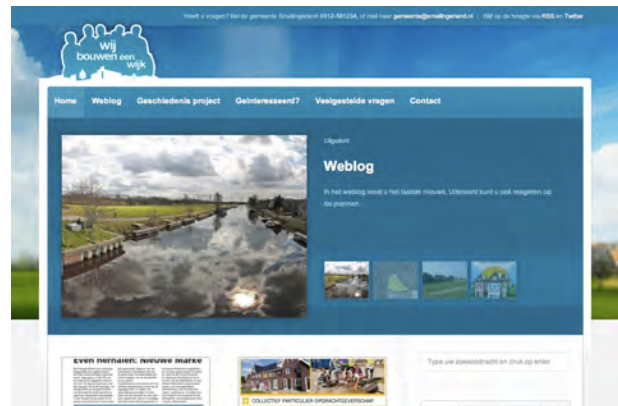 Heeft u vragen? Bel de gemeente Smallingerland 0512-581234, of mail naar gemeente@smallingerland.nl | Blijf op de hoogte via RSS en Twitter
wij
bouwen een
wijk
Home Weblog Geschiedenis project Geïnteresseerd? Veelgestelde vragen Contact
Uitgelicht
Weblog
In het weblog leest u het laatste nieuws. Uiteraard kunt u ook reageren op
de plannen.
Even herhalen: Nieuwe Marke
COLLECTIEF PARTICULIER OPDRACHTGEVERSCHAP
Type uw zoekopdracht en druk op enter